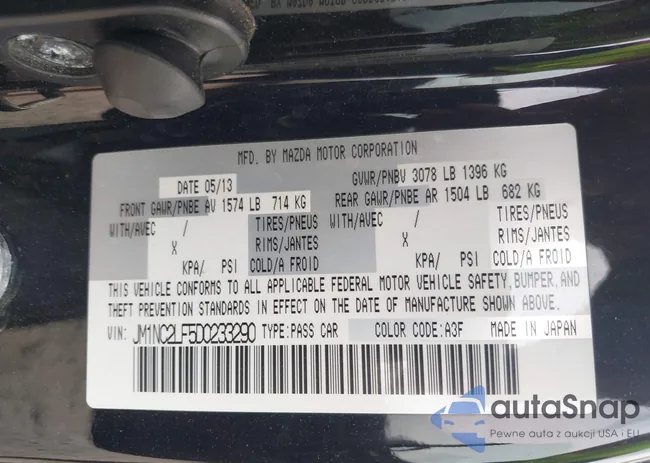 MFD. BY MAZDA MOTOR CORPORATION
DATE 05/13 GVWR/PNBV 3078 LB 1396 KG
FRONT GAWR/PNBE AV 1574 LB 714 KG REAR GAWR/PNBE AR 1504 LB 682 KG
WITH/AVEC / TIRES/PNEUS WITH/AVEC / TIRES/PNEUS
X RIMS/JANTES X RIMS/JANTES
KPA/ PSI COLD/A FROID KPA/ PSI COLD/A FROID
THIS VEHICLE CONFORMS TO ALL APPLICABLE FEDERAL MOTOR VEHICLE SAFETY, BUMPER, AND
THEFT PREVENTION STANDARDS IN EFFECT ON THE DATE OF MANUFACTURE SHOWN ABOVE.
VIN: JM1NC2LF5D0233290 TYPE:PASS CAR COLOR CODE:A3F MADE IN JAPAN
autaSnap
Pewne auta z aukcji USA i EU